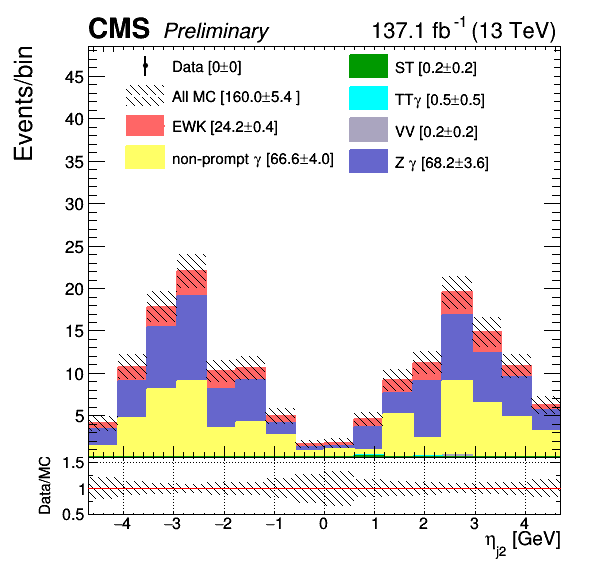 CMS Preliminary 137.1 fb⁻¹ (13 TeV)
Events/bin
45
40
35
30
25
20
15
10
5
Data [0±0]
All MC [160.0±5.4 ]
EWK [24.2±0.4]
non-prompt γ [66.6±4.0]
ST [0.2±0.2]
TTγ [0.5±0.5]
VV [0.2±0.2]
Z γ [68.2±3.6]
Data/MC
1.5
1
0.5
−4 −3 −2 −1 0 1 2 3 4
η_j2 [GeV]